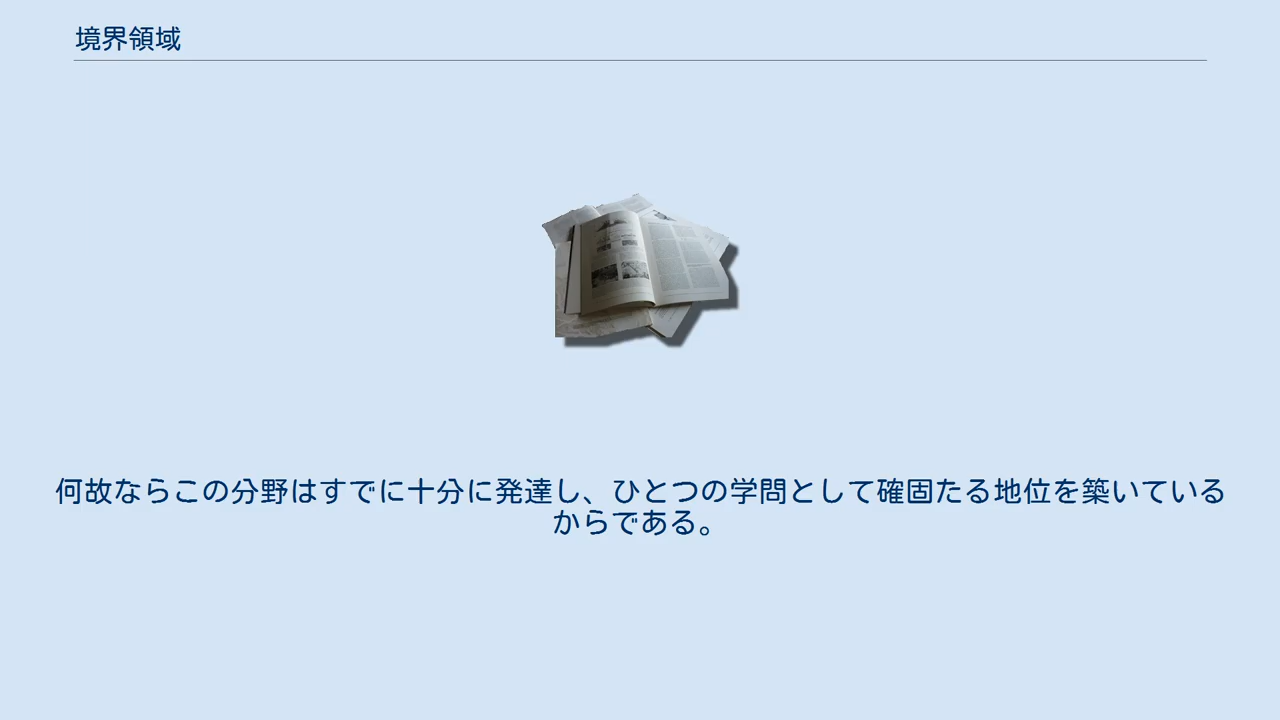 境界領域
何故ならこの分野はすでに十分に発達し、ひとつの学問として確固たる地位を築いている
からである。